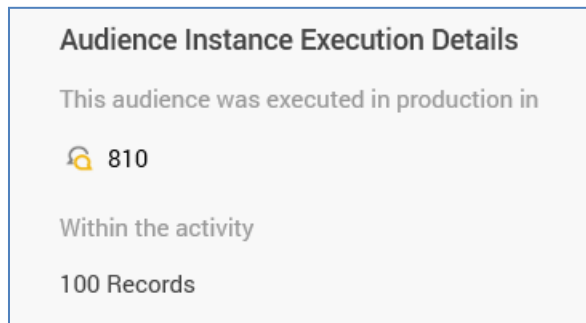 Audience Instance Execution Details
This audience was executed in production in
810
Within the activity
100 Records